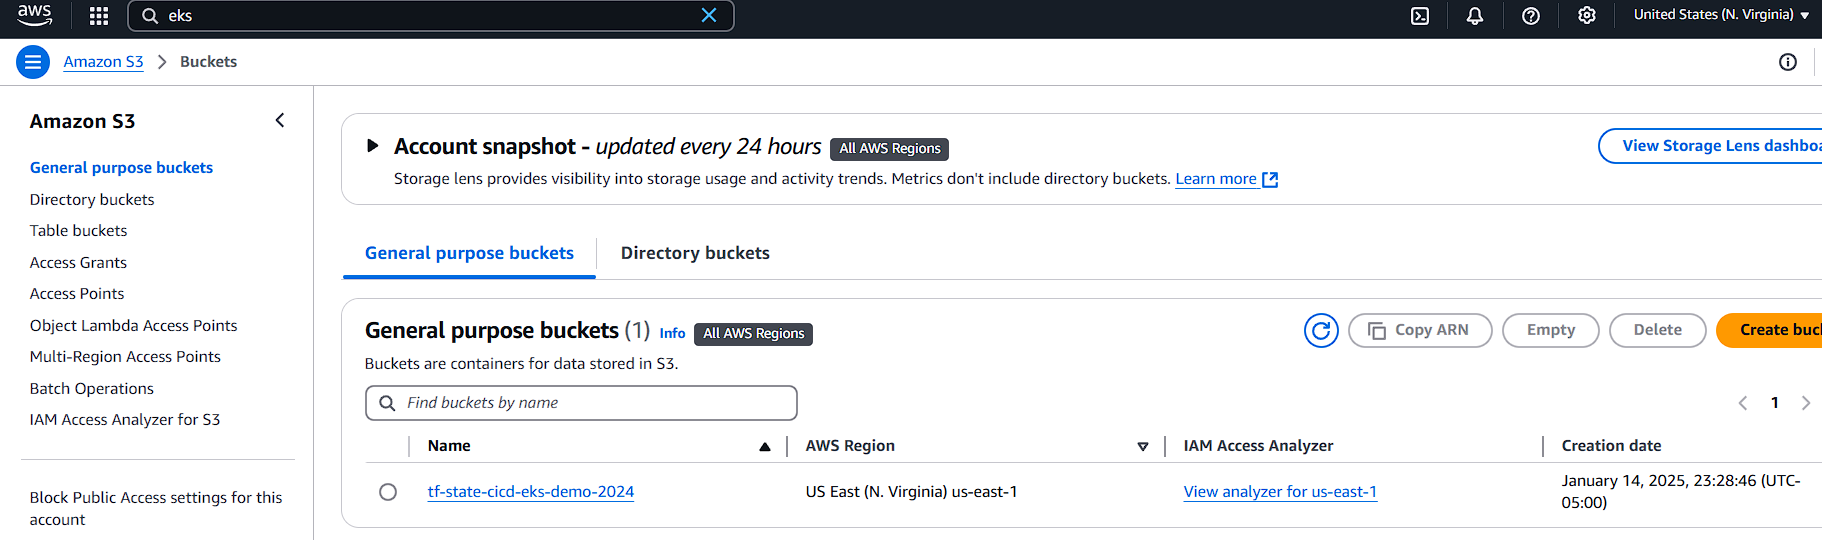 aws
eks
United States (N. Virginia)
Amazon S3 > Buckets
Amazon S3
General purpose buckets
Directory buckets
Table buckets
Access Grants
Access Points
Object Lambda Access Points
Multi-Region Access Points
Batch Operations
IAM Access Analyzer for S3
Block Public Access settings for this
account
Account snapshot - updated every 24 hours All AWS Regions
View Storage Lens dashboa
Storage lens provides visibility into storage usage and activity trends. Metrics don't include directory buckets. Learn more
General purpose buckets Directory buckets
General purpose buckets (1) Info All AWS Regions
Copy ARN Empty Delete Create buc
Buckets are containers for data stored in S3.
Find buckets by name
1
Name AWS Region IAM Access Analyzer Creation date
tf-state-cicd-eks-demo-2024 US East (N. Virginia) us-east-1 View analyzer for us-east-1 January 14, 2025, 23:28:46 (UTC-
05:00)